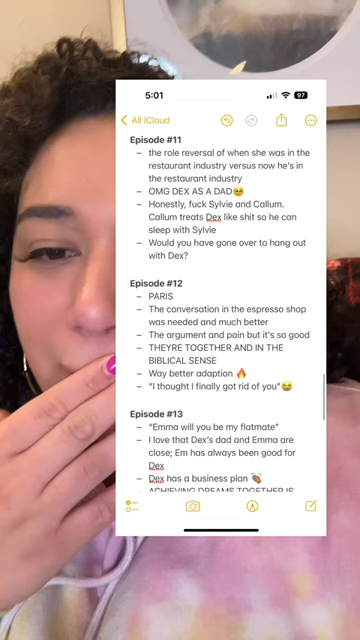 5:01
97
All iCloud
Episode #11
– the role reversal of when she was in the
restaurant industry versus now he's in
the restaurant industry
– OMG DEX AS A DAD🥹
– Honestly, fuck Sylvie and Callum.
Callum treats Dex like shit so he can
sleep with Sylvie
– Would you have gone over to hang out
with Dex?
Episode #12
– PARIS
– The conversation in the espresso shop
was needed and much better
– The argument and pain but it's so good
– THEYRE TOGETHER AND IN THE
BIBLICAL SENSE
– Way better adaption 🔥
– "I thought I finally got rid of you"😭
Episode #13
– "Emma will you be my flatmate"
– I love that Dex's dad and Emma are
close; Em has always been good for
Dex
– Dex has a business plan 👏🏽
– ACHIEVING DREAMS TOGETHER IS